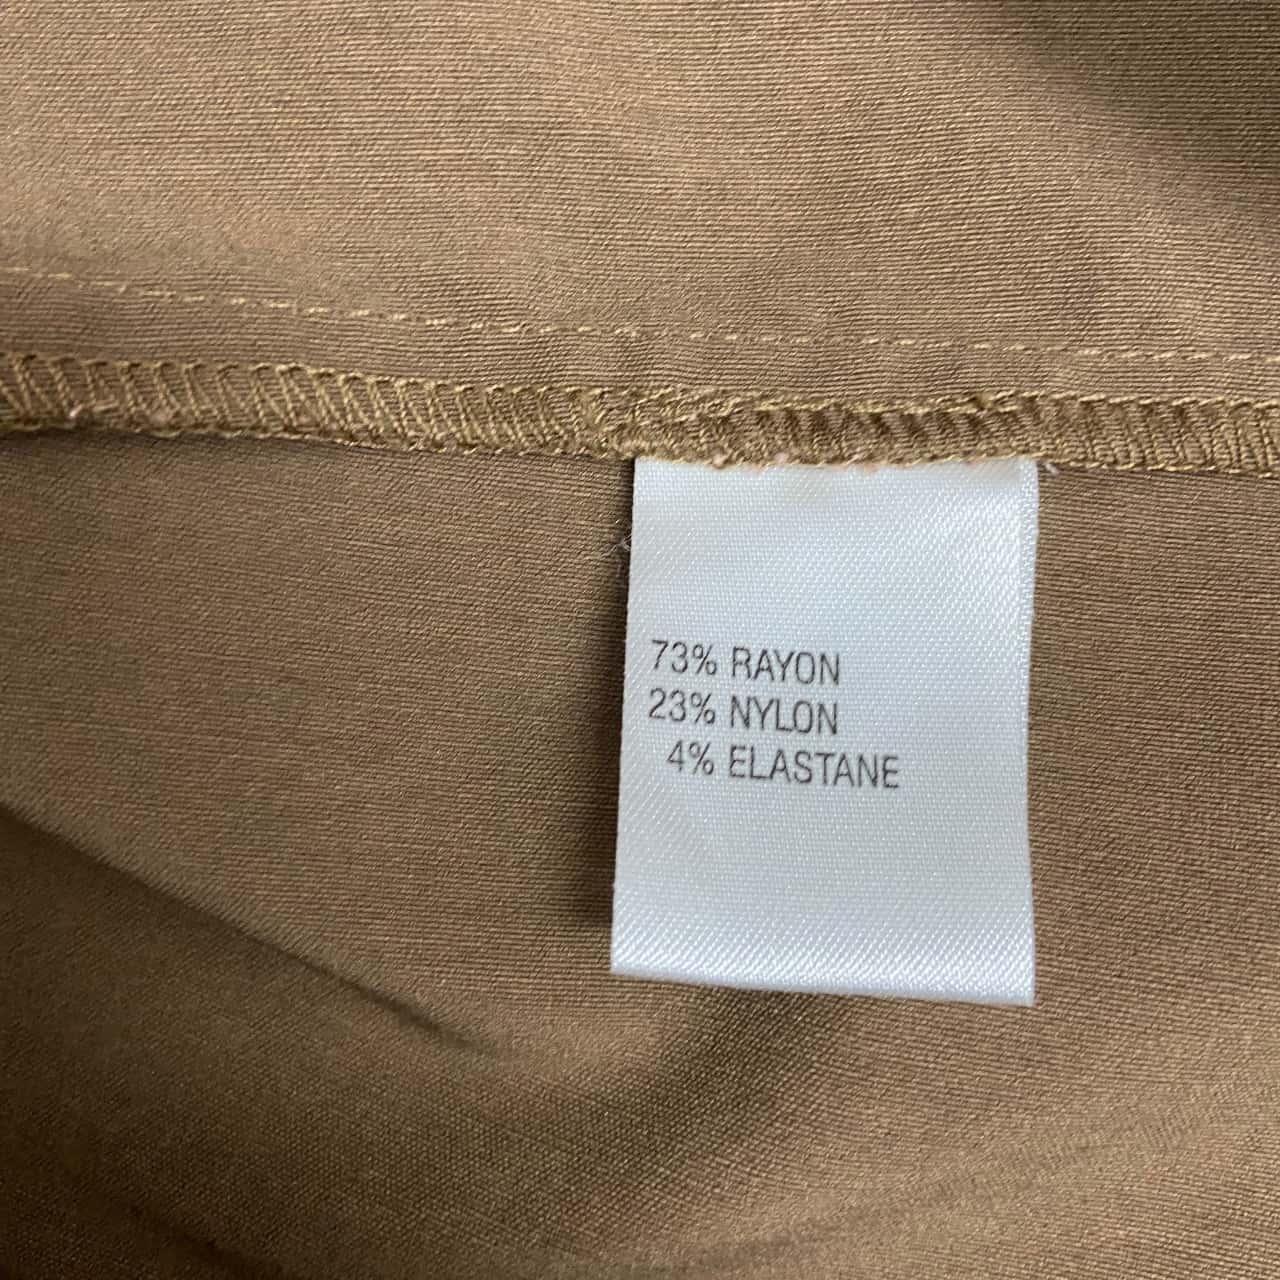 73% RAYON
23% NYLON
4% ELASTANE